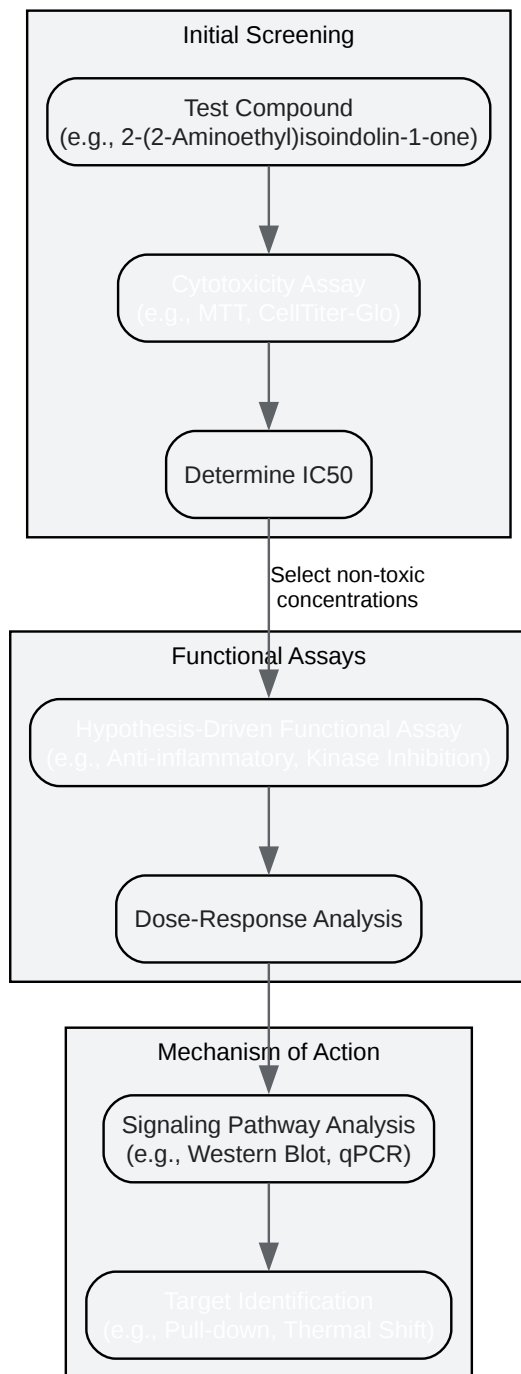 Initial Screening
Test Compound
(e.g., 2-(2-Aminoethyl)isoindolin-1-one)
Cytotoxicity Assay
(e.g., MTT, CellTiter-Glo)
Determine IC50
Select non-toxic
concentrations
Functional Assays
Hypothesis-Driven Functional Assay
(e.g., Anti-inflammatory, Kinase Inhibition)
Dose-Response Analysis
Mechanism of Action
Signaling Pathway Analysis
(e.g., Western Blot, qPCR)
Target Identification
(e.g., Pull-down, Thermal Shift)